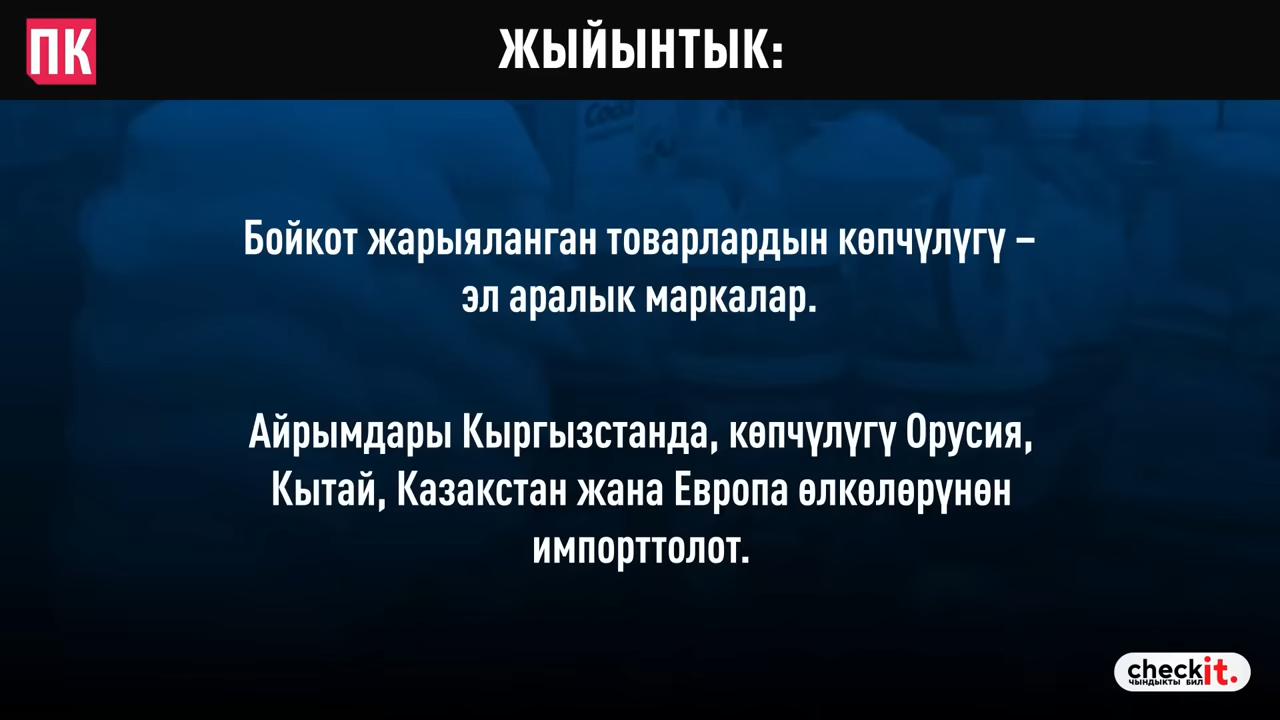 ПК
ЖЫЙЫНТЫК:
Бойкот жарыяланган товарлардын көпчүлүгү –
эл аралык маркалар.
Айрымдары Кыргызстанда, көпчүлүгү Орусия,
Кытай, Казакстан жана Европа өлкөлөрүнөн
импорттолот.
checkit.
ЧЫНДЫКТЫ БИЛ